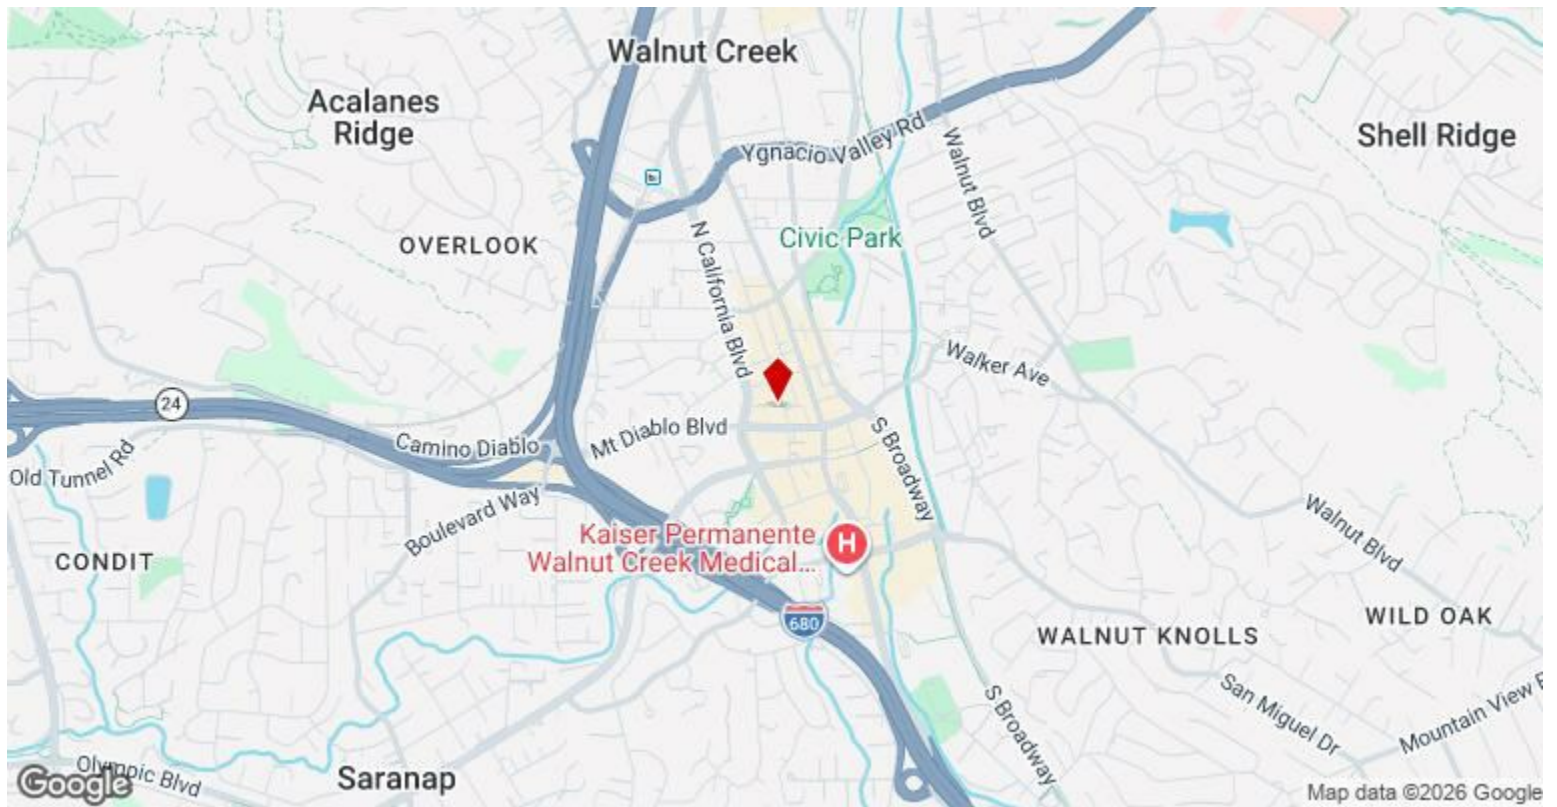 Walnut Creek
Acalanes
Ridge
Ygnacio Valley Rd
Walnut Blvd
Shell Ridge
OVERLOOK
N California Blvd
Civic Park
Walker Ave
24
Camino Diablo
Mt Diablo Blvd
S Broadway
Old Tunnel Rd
Boulevard Way
Kaiser Permanente
Walnut Creek Medical...
H
CONDIT
680
Walnut Blvd
WILD OAK
WALNUT KNOLLS
San Miguel Dr
S Broadway
Mountain View B
Olympic Blvd
Saranap
Google
Map data ©2026 Google